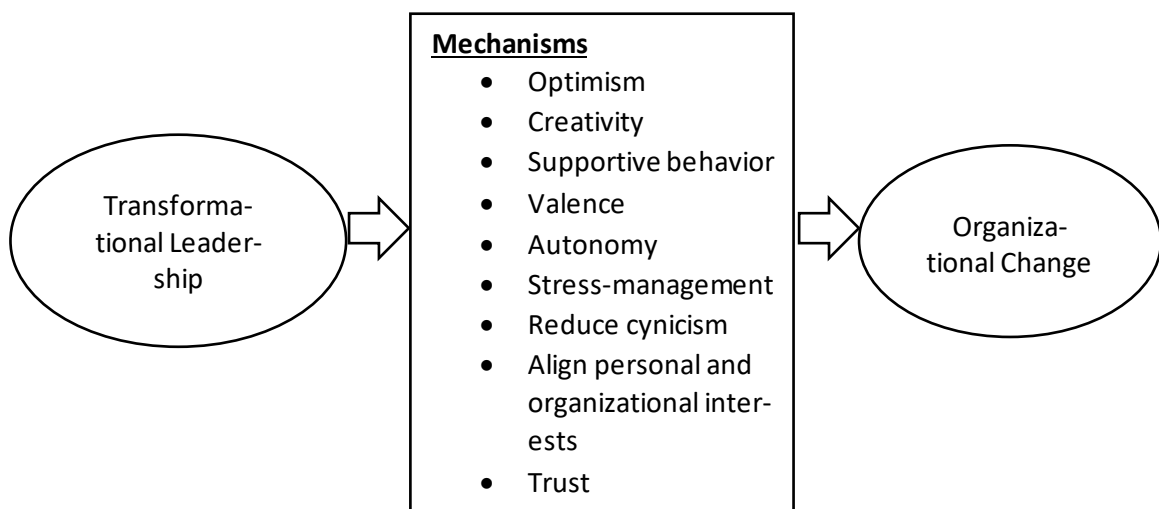 Transforma-
tional Leader-
ship
Mechanisms
• Optimism
• Creativity
• Supportive behavior
• Valence
• Autonomy
• Stress-management
• Reduce cynicism
• Align personal and
organizational inter-
ests
• Trust
Organiza-
tional Change